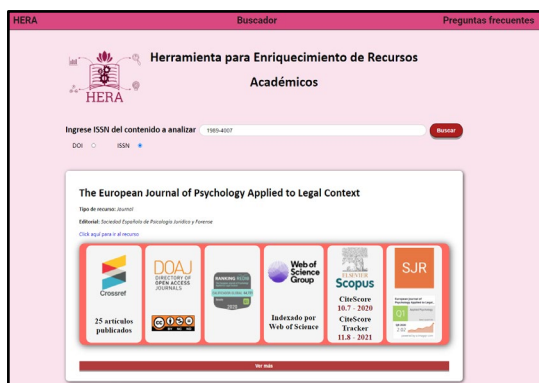 HERA
Buscador
Preguntas frecuentes
HERA
Herramienta para Enriquecimiento de Recursos
Académicos
Ingrese ISSN del contenido a analizar
1989-4007
Buscar
DOI
ISSN
The European Journal of Psychology Applied to Legal Context
Tipo de recurso: Journal
Editorial: Sociedad Española de Psicología Jurídica y Forense
Click aquí para ir al recurso
Crossref
25 artículos
publicados
DOAJ
DIRECTORY OF
OPEN ACCESS
JOURNALS
cc
BY NC ND
2020
Web of
Science
Group
Indexado por
Web of Science
ELSEVIER
Scopus
CiteScore
10.7 - 2020
CiteScore
Tracker
11.8 - 2021
SJR
Q1
Ver más